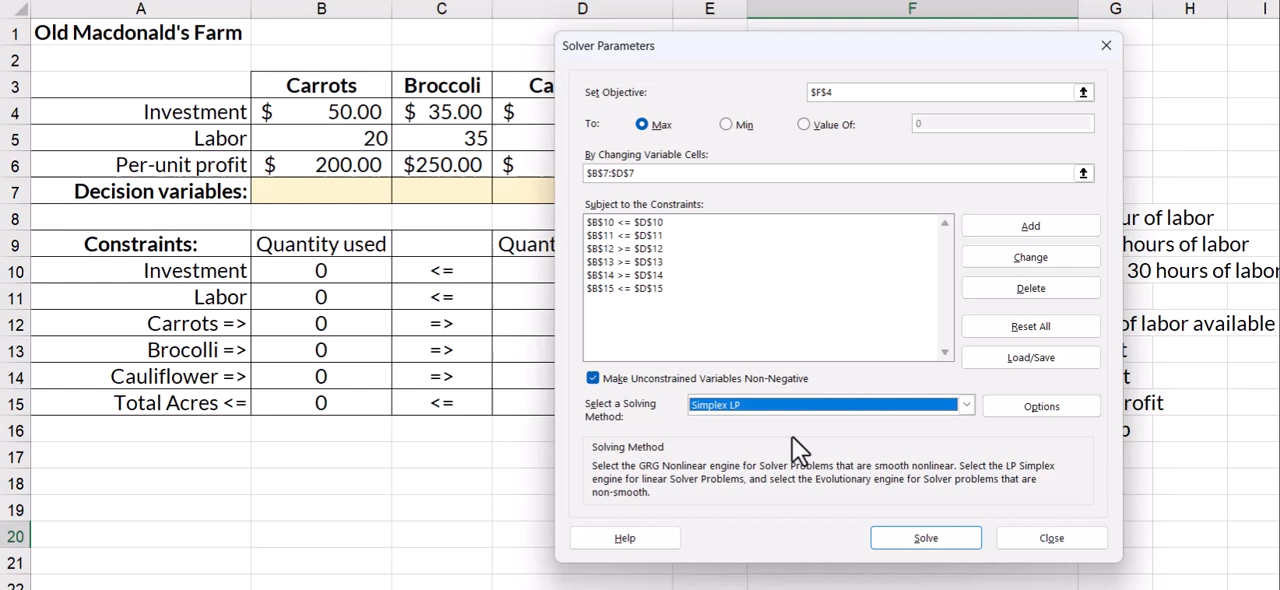 A B C D E F G H I
1 Old Macdonald's Farm
2
3 Carrots Broccoli Ca
4 Investment $ 50.00 $ 35.00 $
5 Labor 20 35
6 Per-unit profit $ 200.00 $250.00 $
7 Decision variables:
8 ur of labor
9 Constraints: Quantity used Quant hours of labor
10 Investment 0 <= 30 hours of labor
11 Labor 0 <=
12 Carrots => 0 => of labor available
13 Brocolli => 0 => t
14 Cauliflower => 0 => t
15 Total Acres <= 0 <= rofit
16
17
18
19
20
21
22
Solver Parameters
Set Objective: $F$4
To: Max Min Value Of: 0
By Changing Variable Cells:
$B$7:$D$7
Subject to the Constraints:
$B$10 <= $D$10
$B$11 <= $D$11
$B$12 >= $D$12
$B$13 >= $D$13
$B$14 >= $D$14
$B$15 <= $D$15
Add
Change
Delete
Reset All
Load/Save
Make Unconstrained Variables Non-Negative
Select a Solving
Method:
Simplex LP
Options
Solving Method
Select the GRG Nonlinear engine for Solver Problems that are smooth nonlinear. Select the LP Simplex
engine for linear Solver Problems, and select the Evolutionary engine for Solver problems that are
non-smooth.
Help
Solve
Close